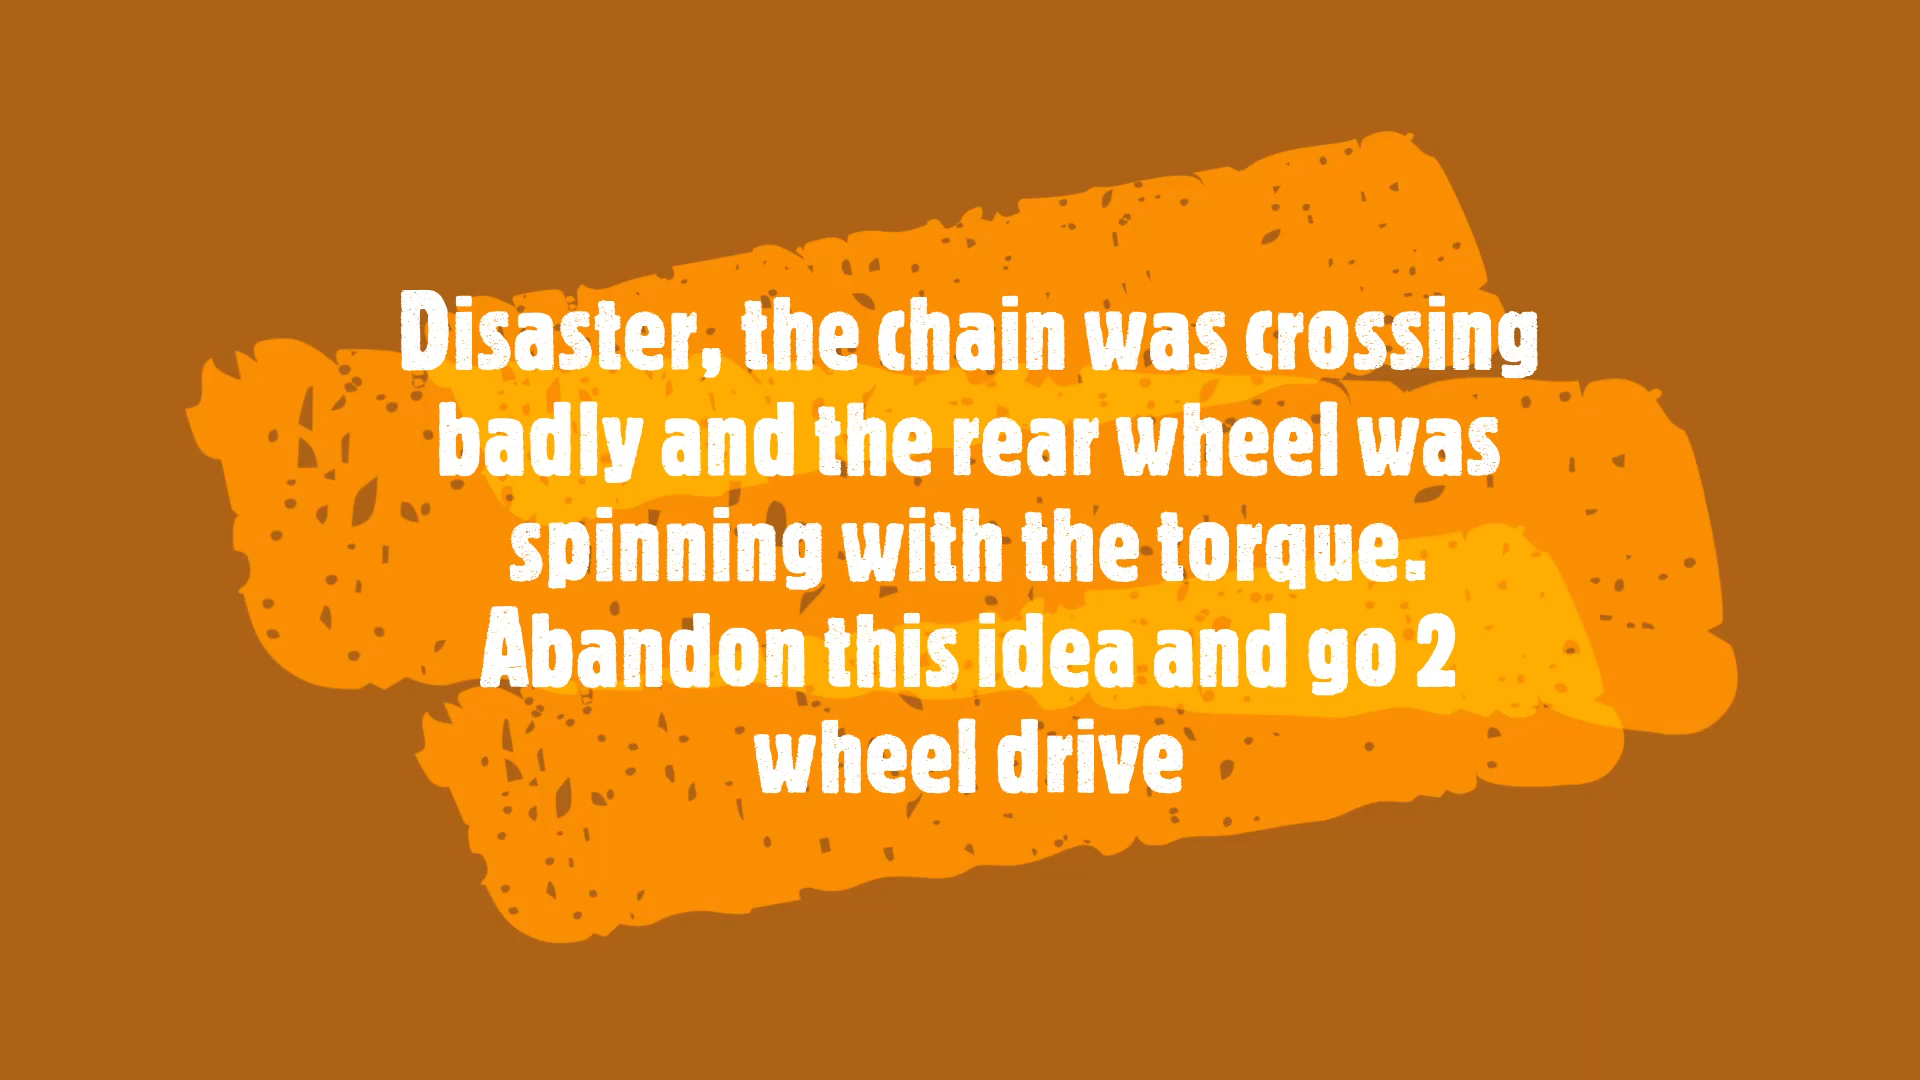 Disaster, the chain was crossing
badly and the rear wheel was
spinning with the torque.
Abandon this idea and go 2
wheel drive